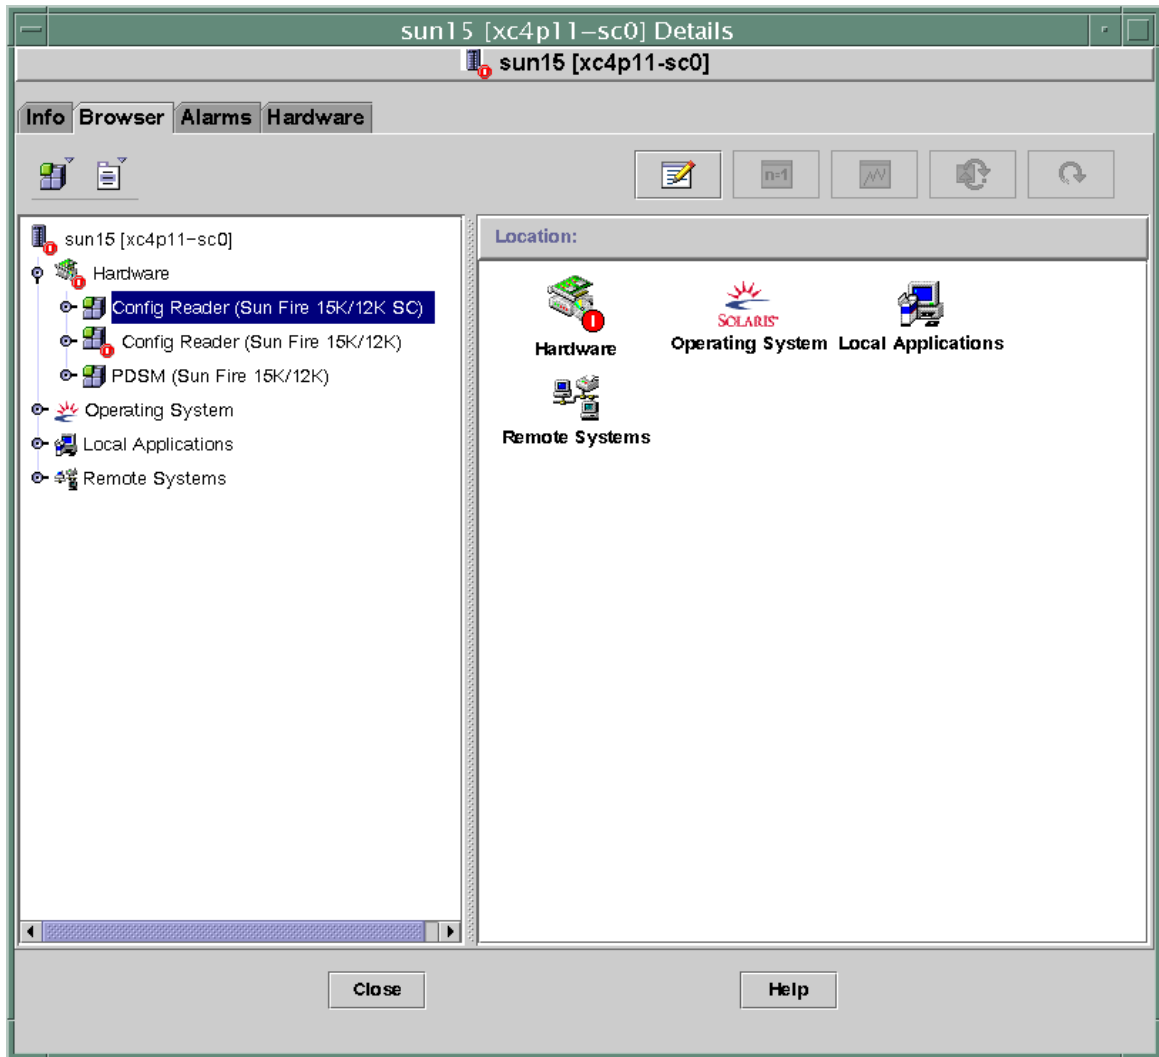 sun15 [xc4p11-sc0] Details
sun15 [xc4p11-sc0]
Info Browser Alarms Hardware
n=1
sun15 [xc4p11-sc0]
Hardware
Config Reader (Sun Fire 15K/12K SC)
Config Reader (Sun Fire 15K/12K)
PDSM (Sun Fire 15K/12K)
Operating System
Local Applications
Remote Systems
Location:
Hardware
SOLARIS
Operating System
Local Applications
Remote Systems
Close
Help